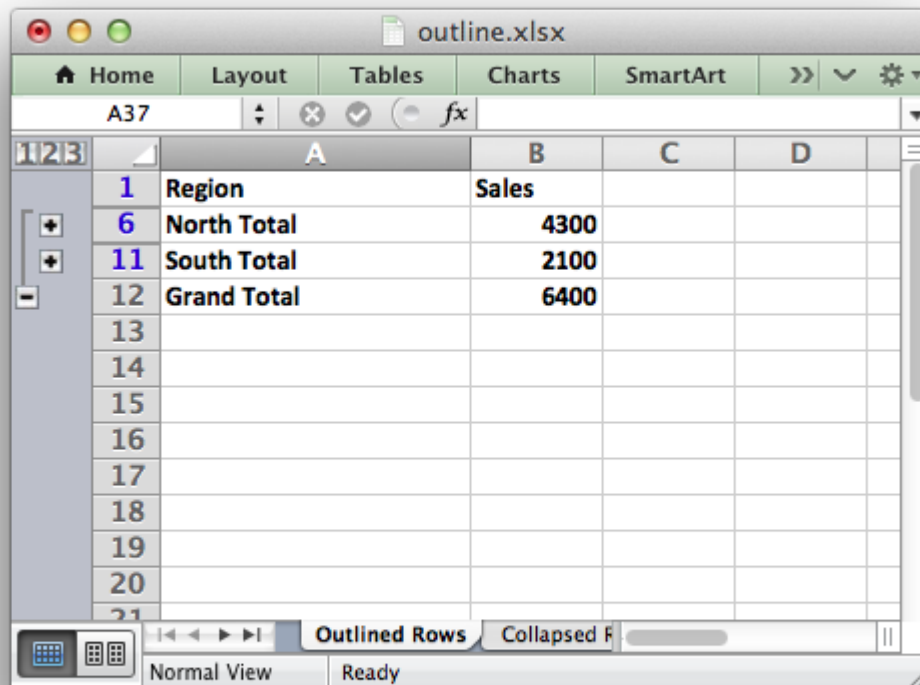 outline.xlsx
Home Layout Tables Charts SmartArt
A37 fx
1 2 3 A B C D
1 Region Sales
6 North Total 4300
11 South Total 2100
12 Grand Total 6400
13
14
15
16
17
18
19
20
21
Outlined Rows Collapsed R
Normal View Ready